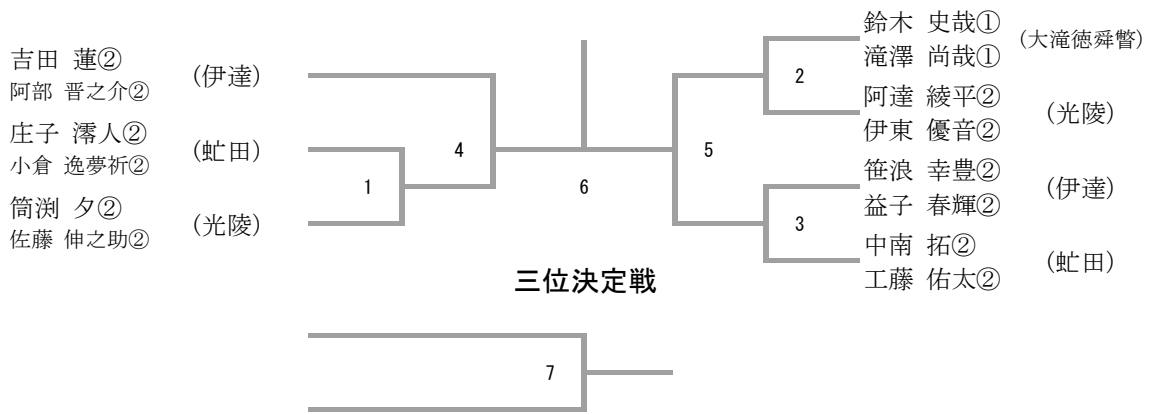 吉田 蓮②
阿部 晋之介②
(伊達)
庄子 澪人②
小倉 逸夢祈②
(虻田)
筒渕 夕②
佐藤 伸之助②
(光陵)
4
1
6
5
2
3
鈴木 史哉①
滝澤 尚哉①
(大滝徳舜瞥)
阿達 綾平②
伊東 優音②
(光陵)
笹浪 幸豊②
益子 春輝②
(伊達)
中南 拓②
工藤 佑太②
(虻田)
三位決定戦
7